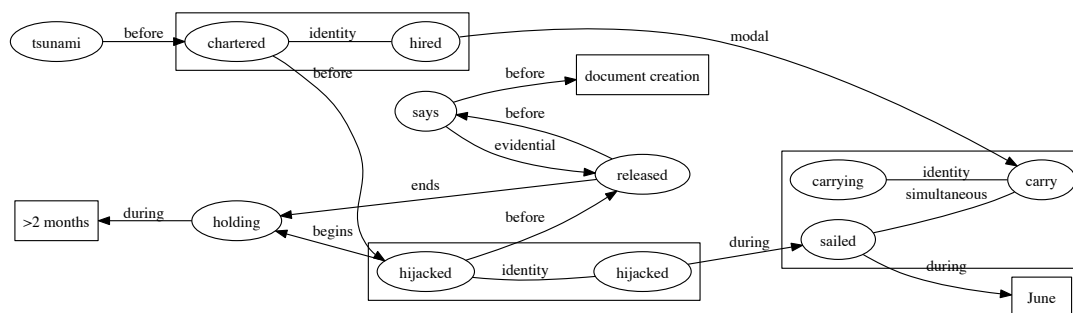 tsunami
before
chartered
identity
hired
modal
before
says
before
document creation
before
evidential
released
carrying
identity
carry
simultaneous
ends
>2 months
during
holding
begins
before
sailed
hijacked
identity
hijacked
during
during
June